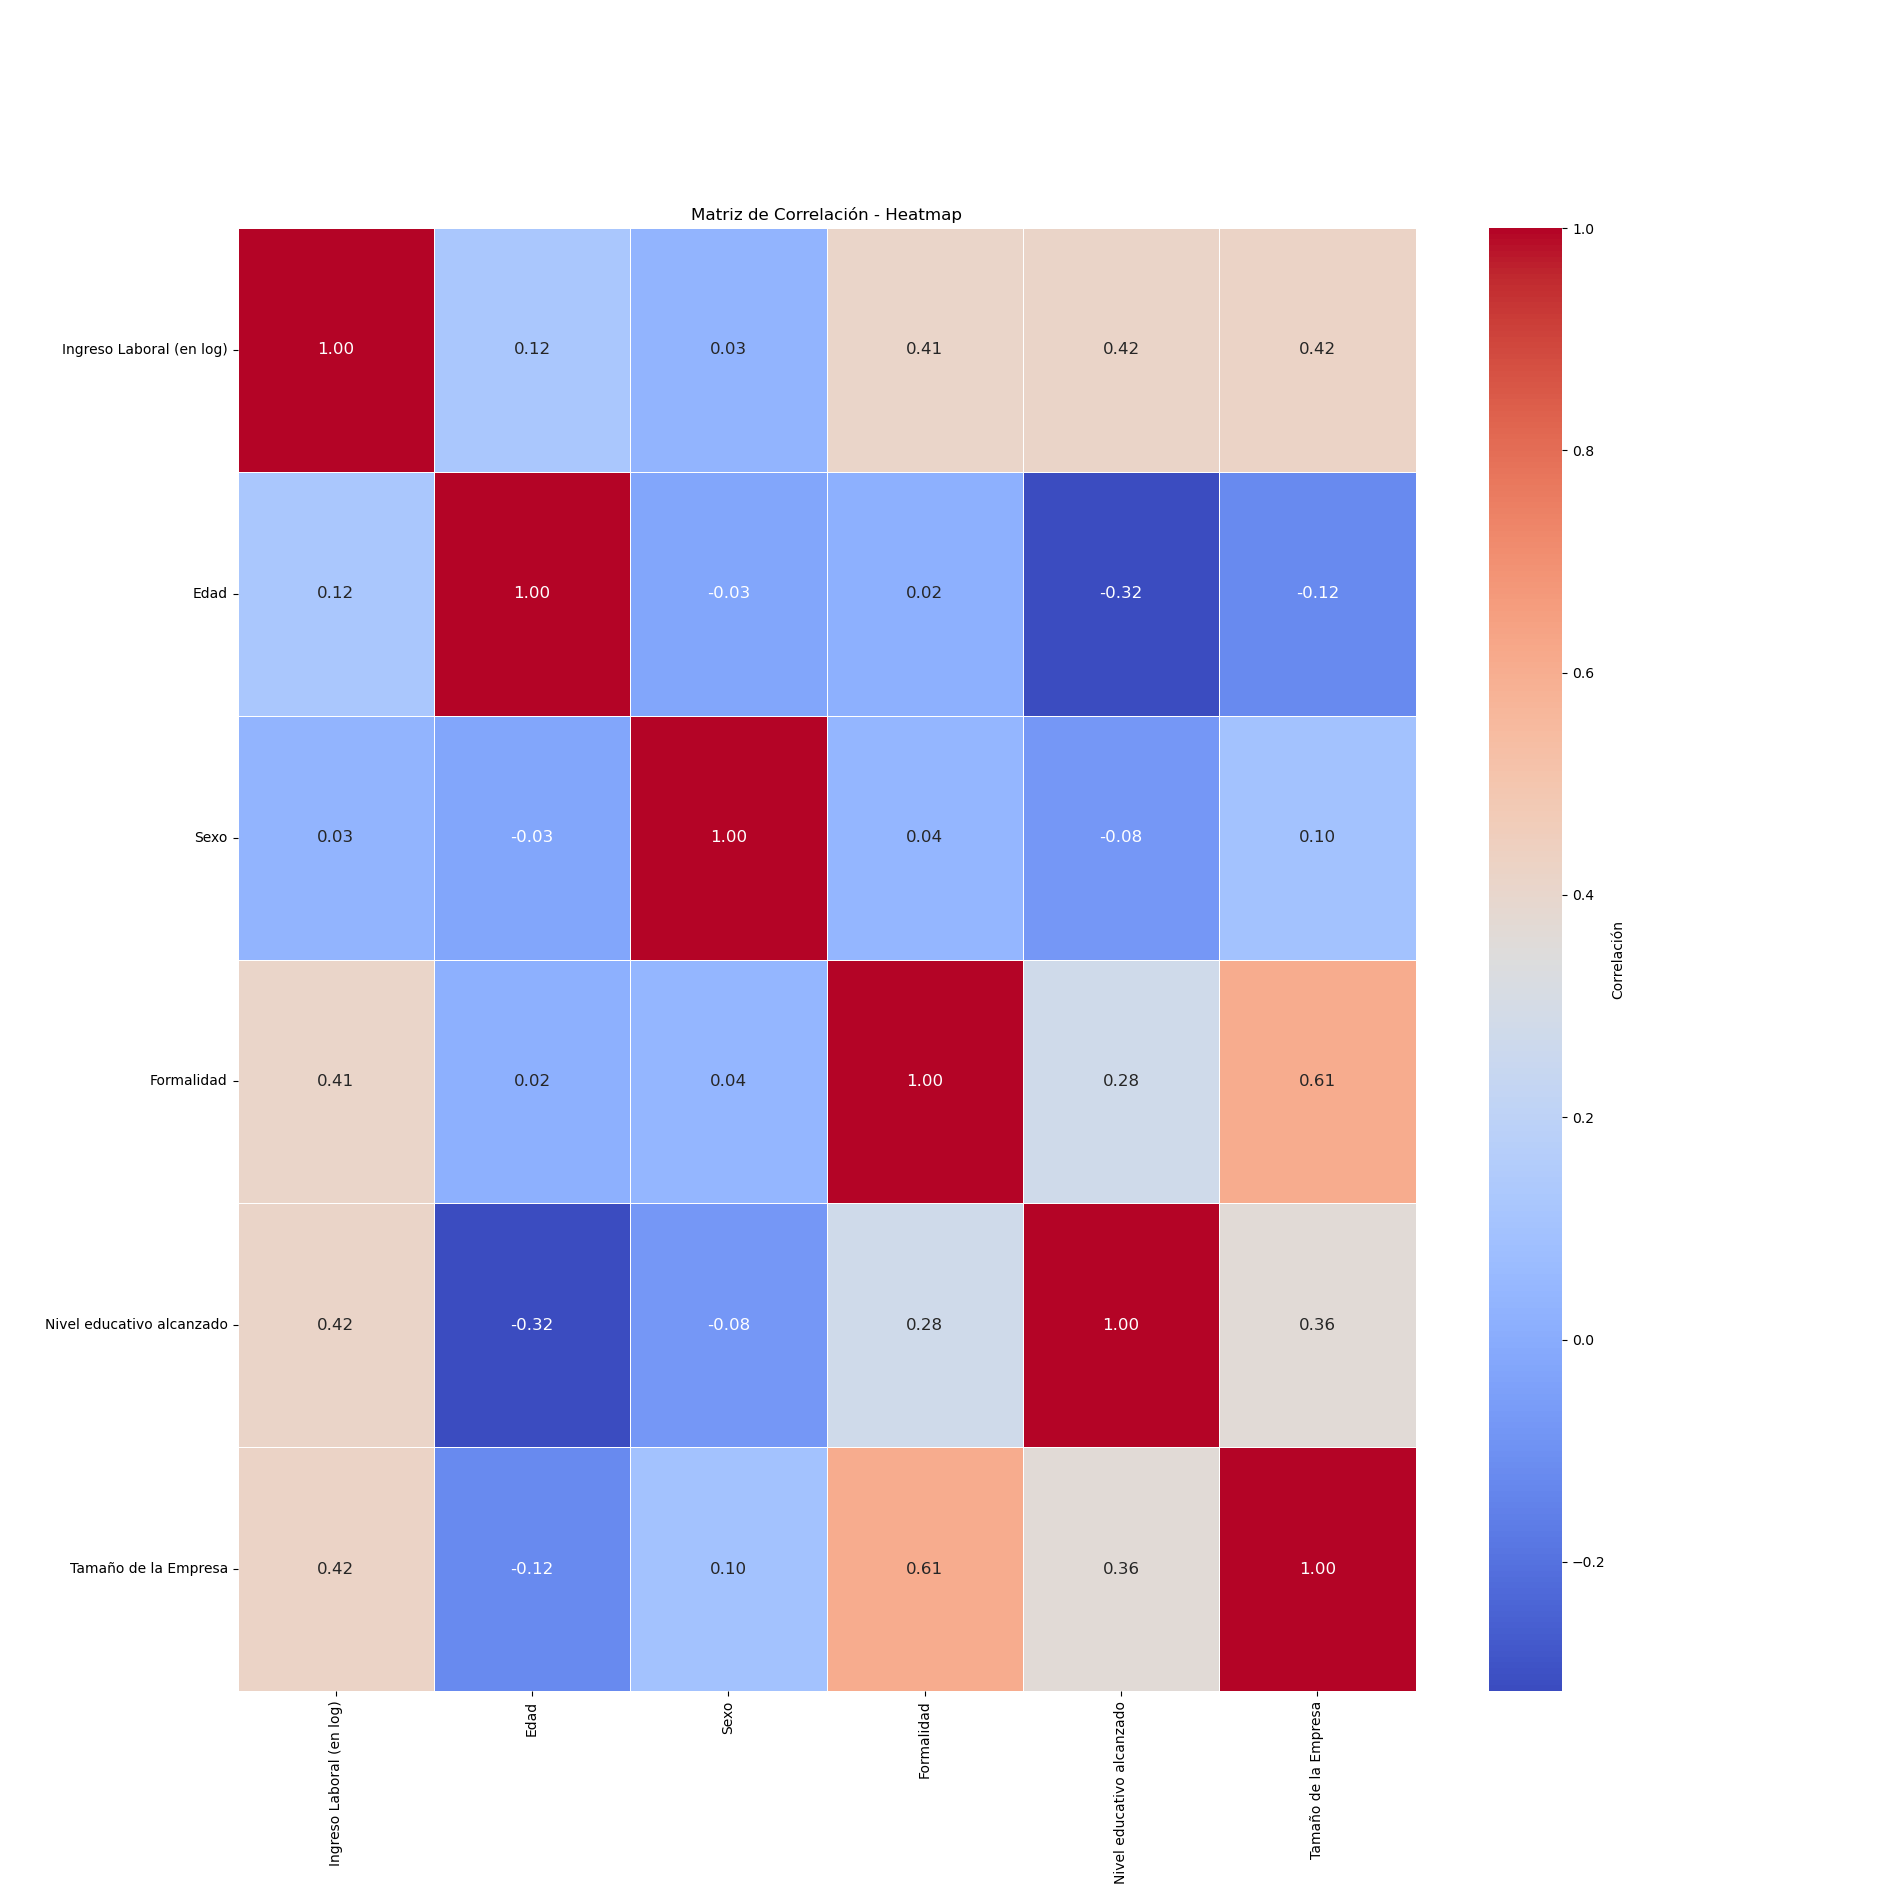 Matriz de Correlación - Heatmap
Ingreso Laboral (en log) 1.00 0.12 0.03 0.41 0.42 0.42
Edad 0.12 1.00 -0.03 0.02 -0.32 -0.12
Sexo 0.03 -0.03 1.00 0.04 -0.08 0.10
Formalidad 0.41 0.02 0.04 1.00 0.28 0.61
Nivel educativo alcanzado 0.42 -0.32 -0.08 0.28 1.00 0.36
Tamaño de la Empresa 0.42 -0.12 0.10 0.61 0.36 1.00
Ingreso Laboral (en log)
Edad
Sexo
Formalidad
Nivel educativo alcanzado
Tamaño de la Empresa
1.0
0.8
0.6
0.4
0.2
0.0
−0.2
Correlación